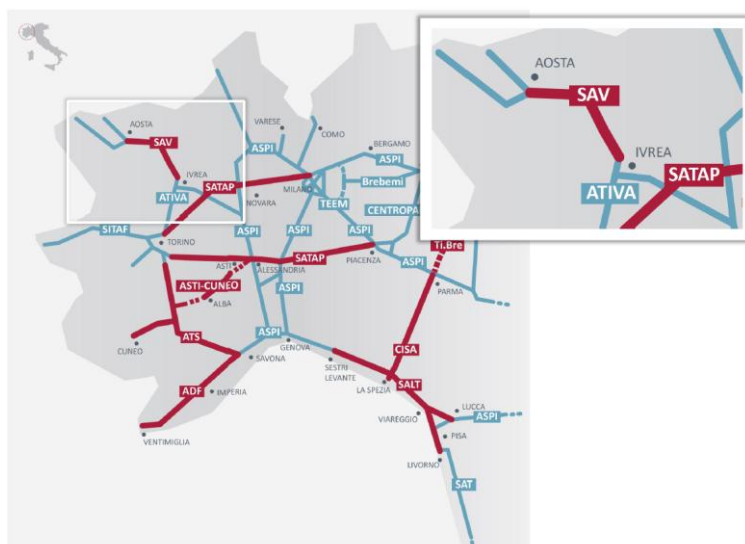 AOSTA
SAV
IVREA
SATAP
ATIVA
AOSTA
SAV
IVREA
ATIVA
SATAP
VARESE
COMO
ASPI
BERGAMO
ASPI
Brebemi
MILANO
NOVARA
TEEM
CENTROPA
SITAF
TORINO
ASPI
ASPI
SATAP
ASTI
ALESSANDRIA
PIACENZA
ASPI
Ti.Bre
PARMA
ASTI-CUNEO
ALBA
ASPI
CUNEO
ATS
ASPI
GENOVA
SAVONA
SESTRI
LEVANTE
CISA
LA SPEZIA
SALT
ADF
IMPERIA
VENTIMIGLIA
VIAREGGIO
LUCCA
ASPI
PISA
LIVORNO
SAT